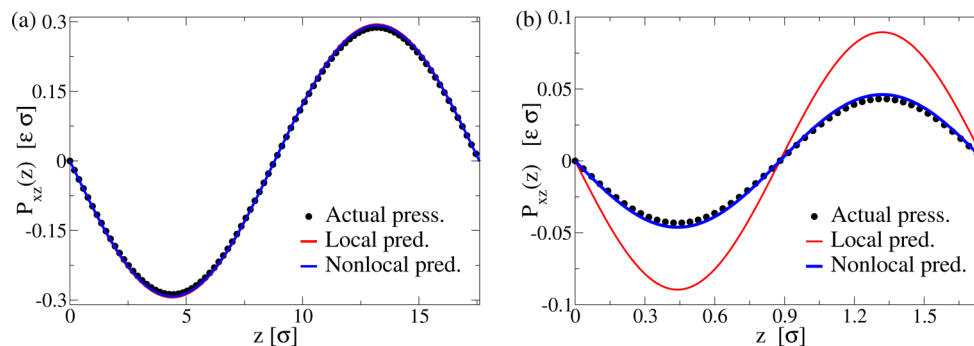 (a)
0.3
0.15
0
-0.15
-0.3
P_xz(z) [ε σ]
Actual press.
Local pred.
Nonlocal pred.
0 5 10 15
z [σ]
(b)
0.1
0.05
0
-0.05
-0.1
P_xz(z) [ε σ]
Actual press.
Local pred.
Nonlocal pred.
0 0.3 0.6 0.9 1.2 1.5
z [σ]